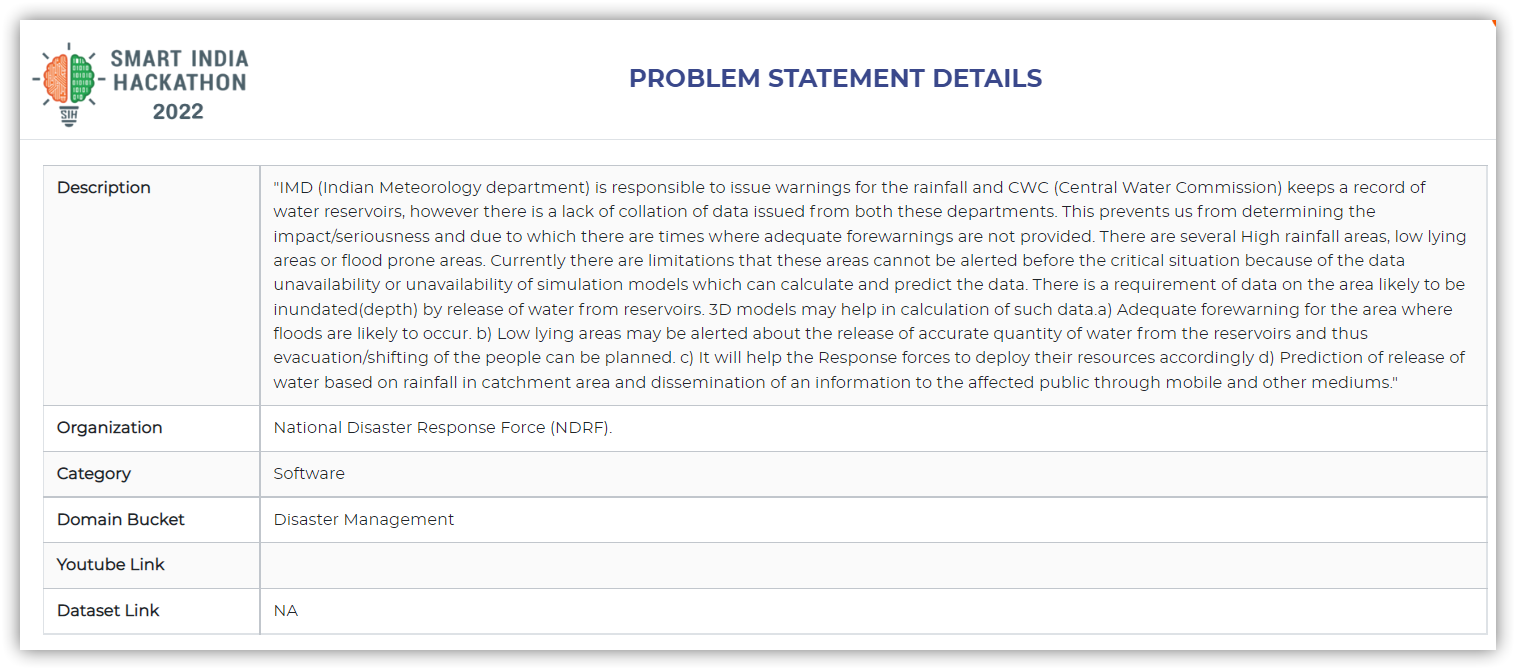 SMART INDIA
HACKATHON
2022
SIH
PROBLEM STATEMENT DETAILS
Description
"IMD (Indian Meteorology department) is responsible to issue warnings for the rainfall and CWC (Central Water Commission) keeps a record of
water reservoirs, however there is a lack of collation of data issued from both these departments. This prevents us from determining the
impact/seriousness and due to which there are times where adequate forewarnings are not provided. There are several High rainfall areas, low lying
areas or flood prone areas. Currently there are limitations that these areas cannot be alerted before the critical situation because of the data
unavailability or unavailability of simulation models which can calculate and predict the data. There is a requirement of data on the area likely to be
inundated(depth) by release of water from reservoirs. 3D models may help in calculation of such data.a) Adequate forewarning for the area where
floods are likely to occur. b) Low lying areas may be alerted about the release of accurate quantity of water from the reservoirs and thus
evacuation/shifting of the people can be planned. c) It will help the Response forces to deploy their resources accordingly d) Prediction of release of
water based on rainfall in catchment area and dissemination of an information to the affected public through mobile and other mediums."
Organization
National Disaster Response Force (NDRF).
Category
Software
Domain Bucket
Disaster Management
Youtube Link
Dataset Link
NA